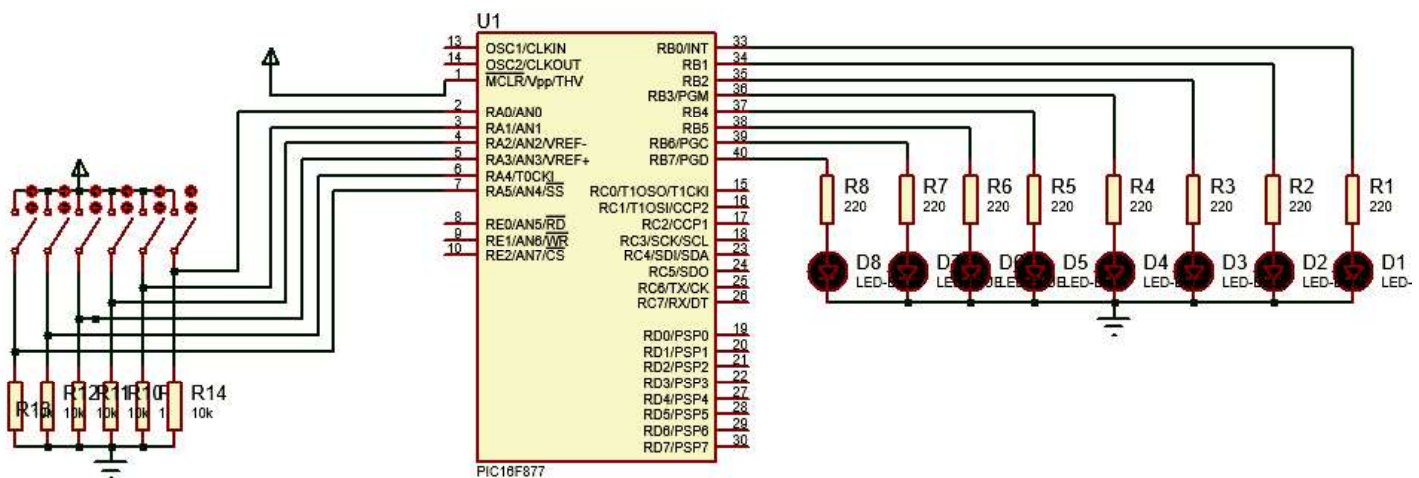 U1
13 OSC1/CLKIN
14 OSC2/CLKOUT
1 MCLR/Vpp/THV
2 RA0/AN0
3 RA1/AN1
4 RA2/AN2/VREF-
5 RA3/AN3/VREF+
6 RA4/T0CKI
7 RA5/AN4/SS
8 RE0/AN5/RD
9 RE1/AN6/WR
10 RE2/AN7/CS
RB0/INT 33
RB1 34
RB2 35
RB3/PGM 36
RB4 37
RB5 38
RB6/PGC 39
RB7/PGD 40
RC0/T1OSO/T1CKI 15
RC1/T1OSI/CCP2 16
RC2/CCP1 17
RC3/SCK/SCL 18
RC4/SDI/SDA 23
RC5/SDO 24
RC6/TX/CK 25
RC7/RX/DT 26
RD0/PSP0 19
RD1/PSP1 20
RD2/PSP2 21
RD3/PSP3 22
RD4/PSP4 27
RD5/PSP5 28
RD6/PSP6 29
RD7/PSP7 30
PIC16F877
R8 R7 R6 R5 R4 R3 R2 R1
220 220 220 220 220 220 220 220
D8 D5 D4 D3 D2 D1
R13 R12 R11 R10 R14
10k 10k 10k 10k